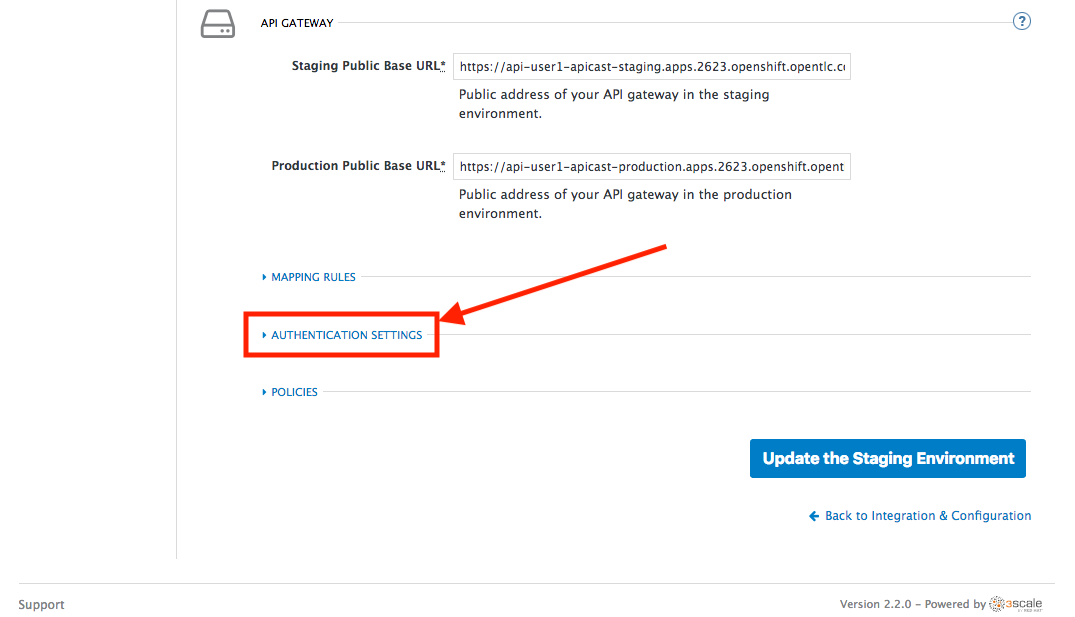 API GATEWAY
?
Staging Public Base URL*
https://api-user1-apicast-staging.apps.2623.openshift.opentlc.c
Public address of your API gateway in the staging
environment.
Production Public Base URL*
https://api-user1-apicast-production.apps.2623.openshift.opent
Public address of your API gateway in the production
environment.
MAPPING RULES
AUTHENTICATION SETTINGS
POLICIES
Update the Staging Environment
Back to Integration & Configuration
Support
Version 2.2.0 – Powered by 3scale
BY RED HAT